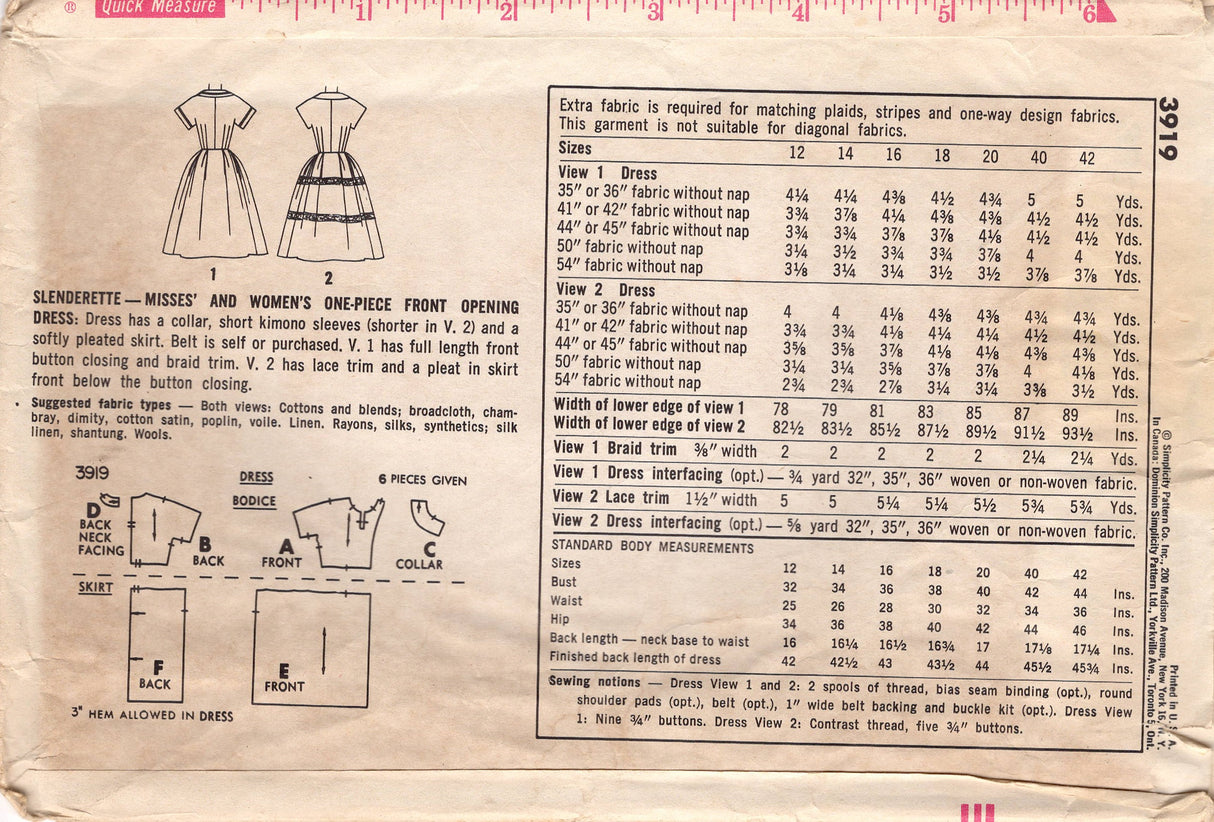 ® Quick Measure 1 2 3 4 5 6
3919
1 2
SLENDERETTE — MISSES' AND WOMEN'S ONE-PIECE FRONT OPENING
DRESS: Dress has a collar, short kimono sleeves (shorter in V. 2) and a
softly pleated skirt. Belt is self or purchased. V. 1 has full length front
button closing and braid trim. V. 2 has lace trim and a pleat in skirt
front below the button closing.
Suggested fabric types — Both views: Cottons and blends; broadcloth, cham-
bray, dimity, cotton satin, poplin, voile. Linen. Rayons, silks, synthetics; silk
linen, shantung. Wools.
3919 DRESS 6 PIECES GIVEN
BODICE
D
BACK
NECK
FACING
B
BACK
A
FRONT
C
COLLAR
SKIRT
F
BACK
E
FRONT
3" HEM ALLOWED IN DRESS
Extra fabric is required for matching plaids, stripes and one-way design fabrics.
This garment is not suitable for diagonal fabrics.
Sizes 12 14 16 18 20 40 42
View 1 Dress
35" or 36" fabric without nap 4¼ 4¼ 4⅜ 4½ 4¾ 5 5 Yds.
41" or 42" fabric without nap 3¾ 3⅞ 4¼ 4⅜ 4⅜ 4½ 4½ Yds.
44" or 45" fabric without nap 3¾ 3¾ 3⅞ 3⅞ 4⅛ 4½ 4½ Yds.
50" fabric without nap 3¼ 3½ 3¾ 3¾ 3⅞ 4 4 Yds.
54" fabric without nap 3⅛ 3¼ 3¼ 3½ 3½ 3⅞ 3⅞ Yds.
View 2 Dress
35" or 36" fabric without nap 4 4 4⅛ 4⅜ 4⅜ 4¾ 4¾ Yds.
41" or 42" fabric without nap 3¾ 3¾ 4⅛ 4¼ 4¼ 4½ 4½ Yds.
44" or 45" fabric without nap 3⅝ 3⅝ 3⅞ 4⅛ 4⅛ 4⅜ 4⅜ Yds.
50" fabric without nap 3¼ 3¼ 3⅝ 3⅞ 3⅞ 4 4⅛ Yds.
54" fabric without nap 2¾ 2¾ 2⅞ 3¼ 3¼ 3⅜ 3½ Yds.
Width of lower edge of view 1 78 79 81 83 85 87 89 Ins.
Width of lower edge of view 2 82½ 83½ 85½ 87½ 89½ 91½ 93½ Ins.
View 1 Braid trim ⅜" width 2 2 2 2 2 2¼ 2¼ Yds.
View 1 Dress interfacing (opt.) — ¾ yard 32", 35", 36" woven or non-woven fabric.
View 2 Lace trim 1½" width 5 5 5¼ 5¼ 5½ 5¾ 5¾ Yds.
View 2 Dress interfacing (opt.) — ⅝ yard 32", 35", 36" woven or non-woven fabric.
STANDARD BODY MEASUREMENTS
Sizes 12 14 16 18 20 40 42
Bust 32 34 36 38 40 42 44 Ins.
Waist 25 26 28 30 32 34 36 Ins.
Hip 34 36 38 40 42 44 46 Ins.
Back length — neck base to waist 16 16¼ 16½ 16¾ 17 17⅛ 17¼ Ins.
Finished back length of dress 42 42½ 43 43½ 44 45½ 45¾ Ins.
Sewing notions — Dress View 1 and 2: 2 spools of thread, bias seam binding (opt.), round
shoulder pads (opt.), belt (opt.), 1" wide belt backing and buckle kit (opt.). Dress View
1: Nine ¾" buttons. Dress View 2: Contrast thread, five ¾" buttons.
Printed in U. S. A.
© Simplicity Pattern Co. Inc., 200 Madison Avenue, New York 16, N. Y.
In Canada: Dominion Simplicity Pattern Ltd., Yorkville Ave., Toronto 5, Ont.